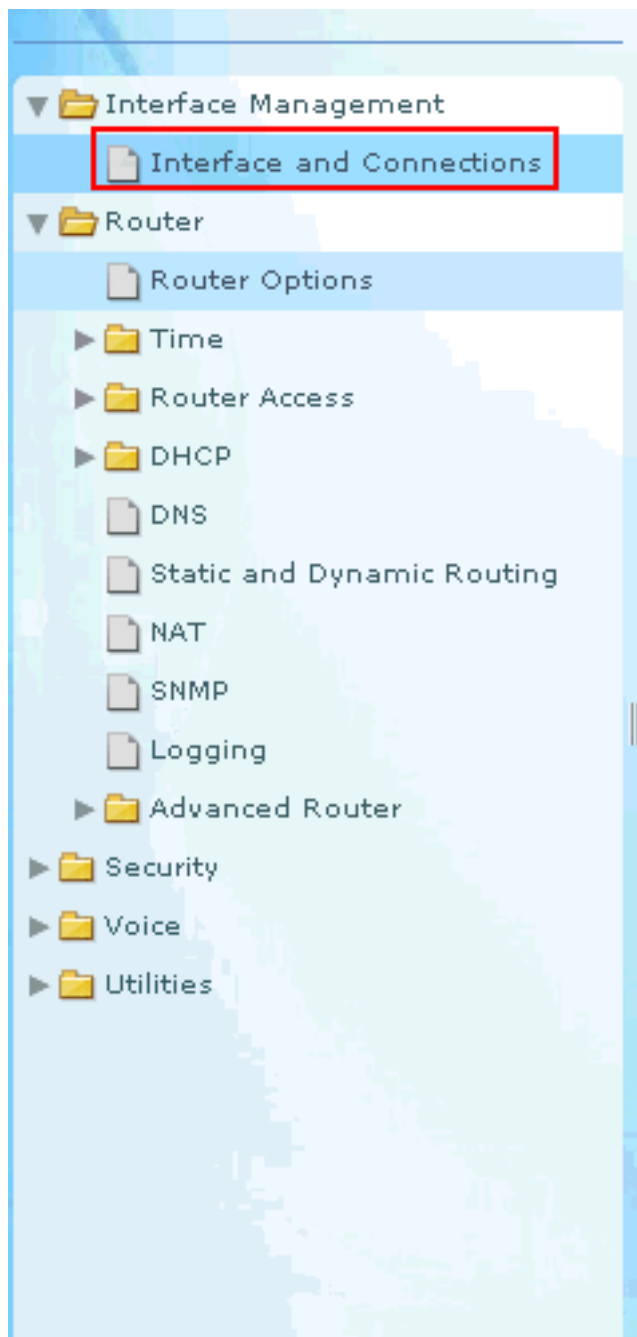 Interface Management
Interface and Connections
Router
Router Options
Time
Router Access
DHCP
DNS
Static and Dynamic Routing
NAT
SNMP
Logging
Advanced Router
Security
Voice
Utilities